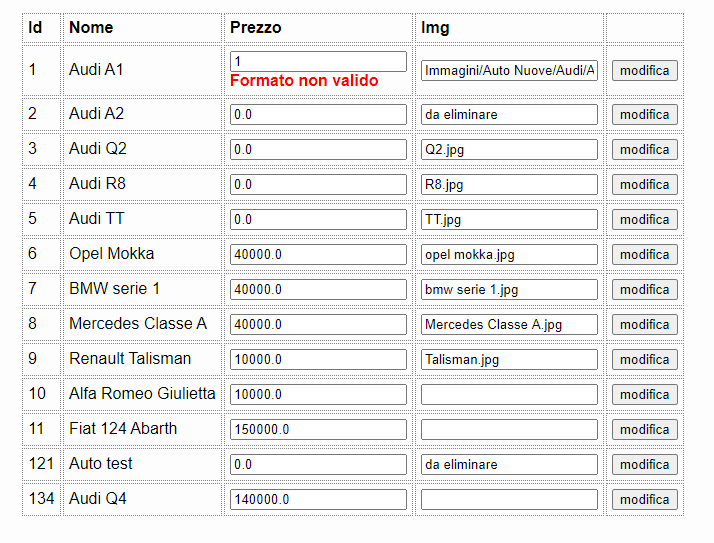 Id Nome Prezzo Img
1 Audi A1 1 Immagini/Auto Nuove/Audi/A modifica
Formato non valido
2 Audi A2 0.0 da eliminare modifica
3 Audi Q2 0.0 Q2.jpg modifica
4 Audi R8 0.0 R8.jpg modifica
5 Audi TT 0.0 TT.jpg modifica
6 Opel Mokka 40000.0 opel mokka.jpg modifica
7 BMW serie 1 40000.0 bmw serie 1.jpg modifica
8 Mercedes Classe A 40000.0 Mercedes Classe A.jpg modifica
9 Renault Talisman 10000.0 Talisman.jpg modifica
10 Alfa Romeo Giulietta 10000.0 modifica
11 Fiat 124 Abarth 150000.0 modifica
121 Auto test 0.0 da eliminare modifica
134 Audi Q4 140000.0 modifica